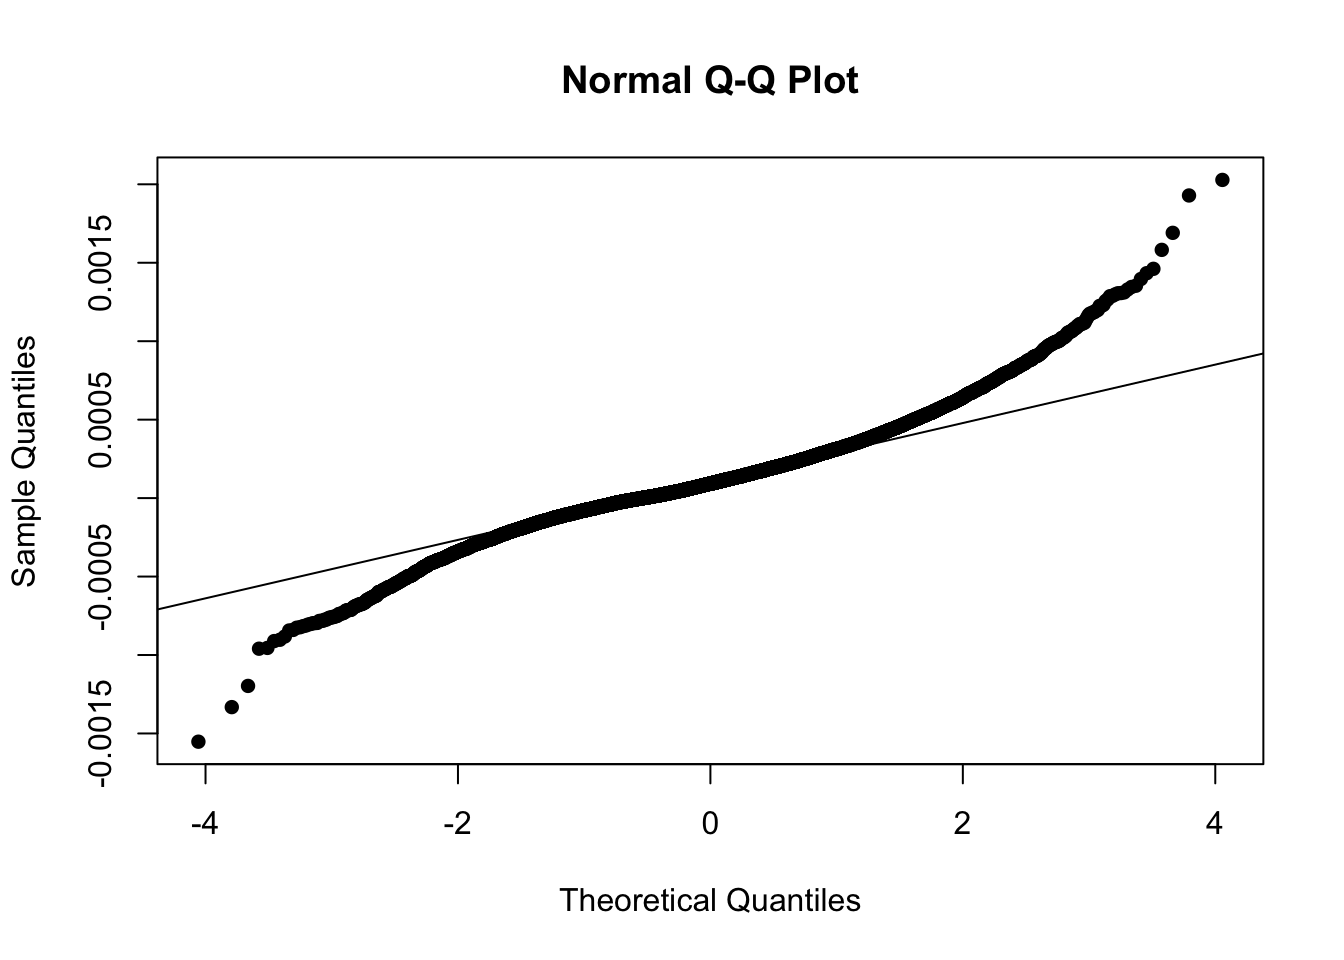 Normal Q-Q Plot
Sample Quantiles
0.0015
0.0005
-0.0005
-0.0015
-4 -2 0 2 4
Theoretical Quantiles